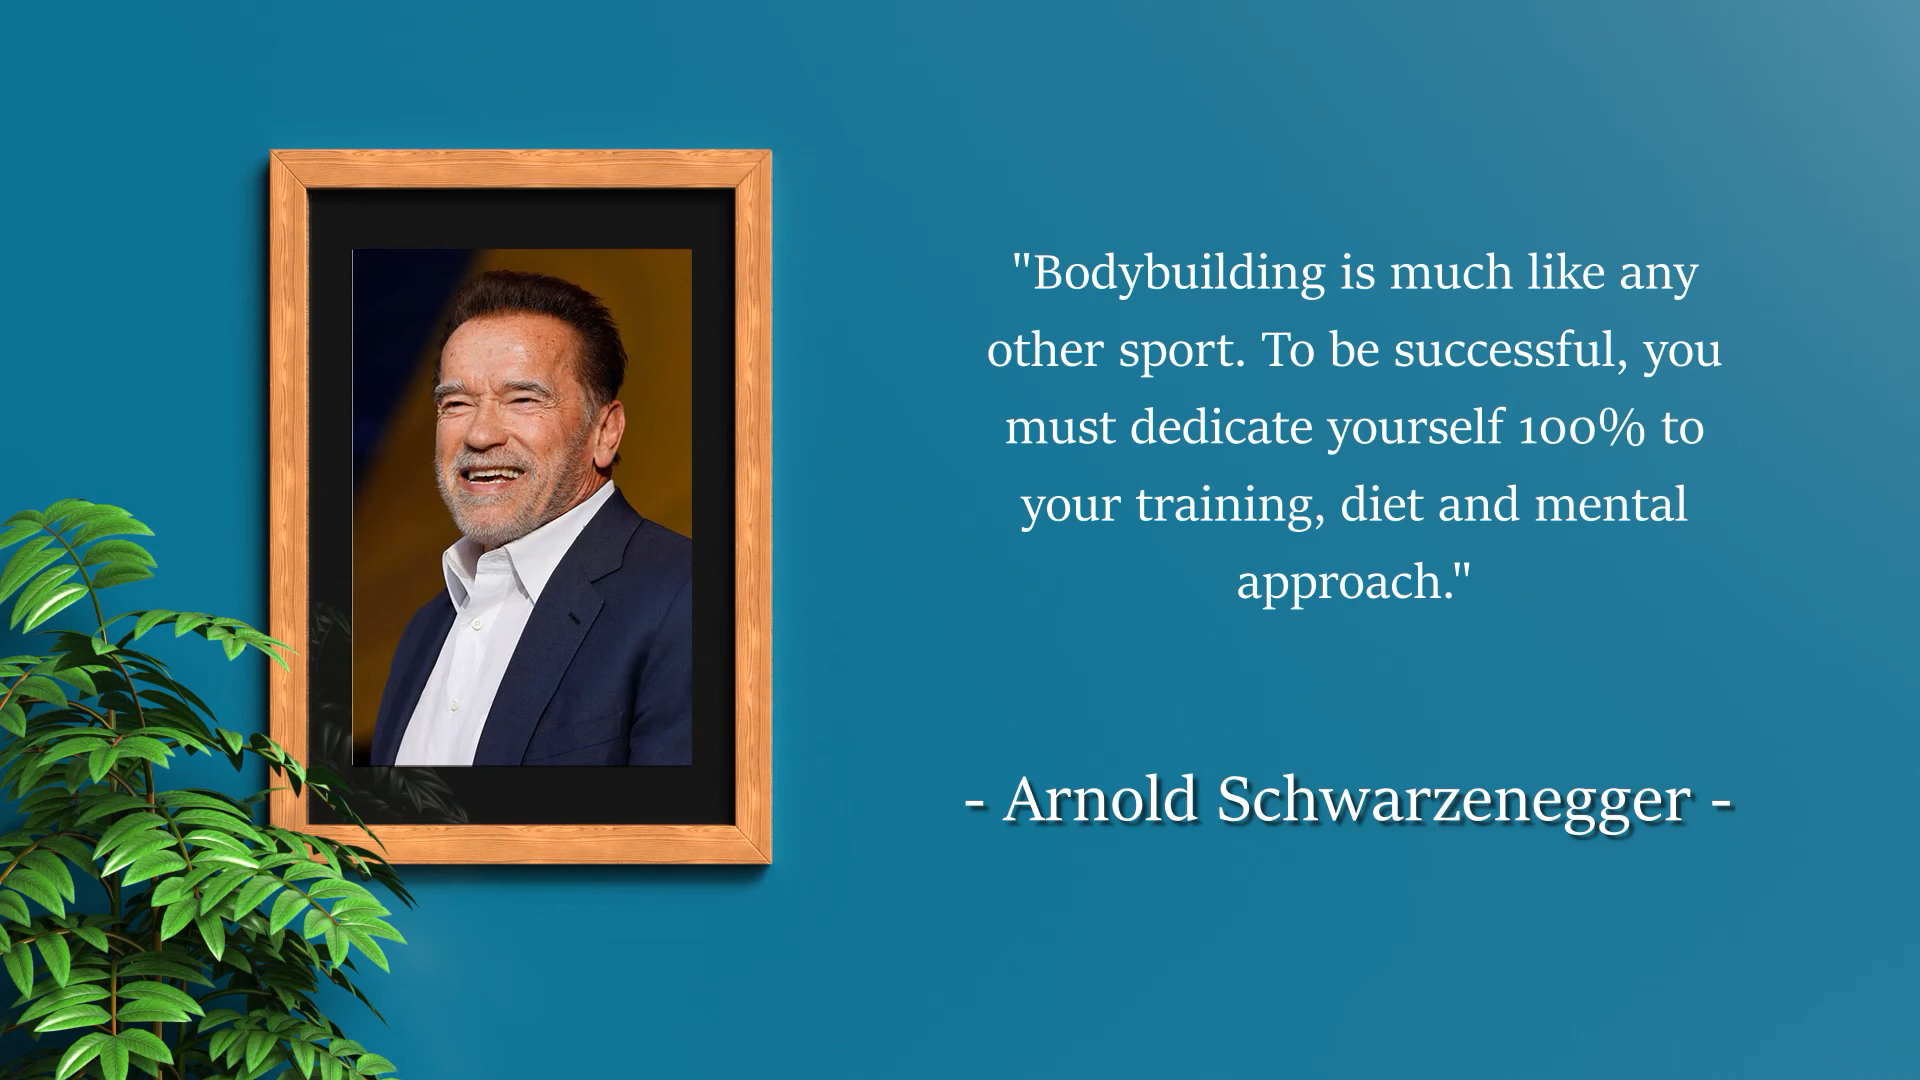 "Bodybuilding is much like any
other sport. To be successful, you
must dedicate yourself 100% to
your training, diet and mental
approach."
- Arnold Schwarzenegger -